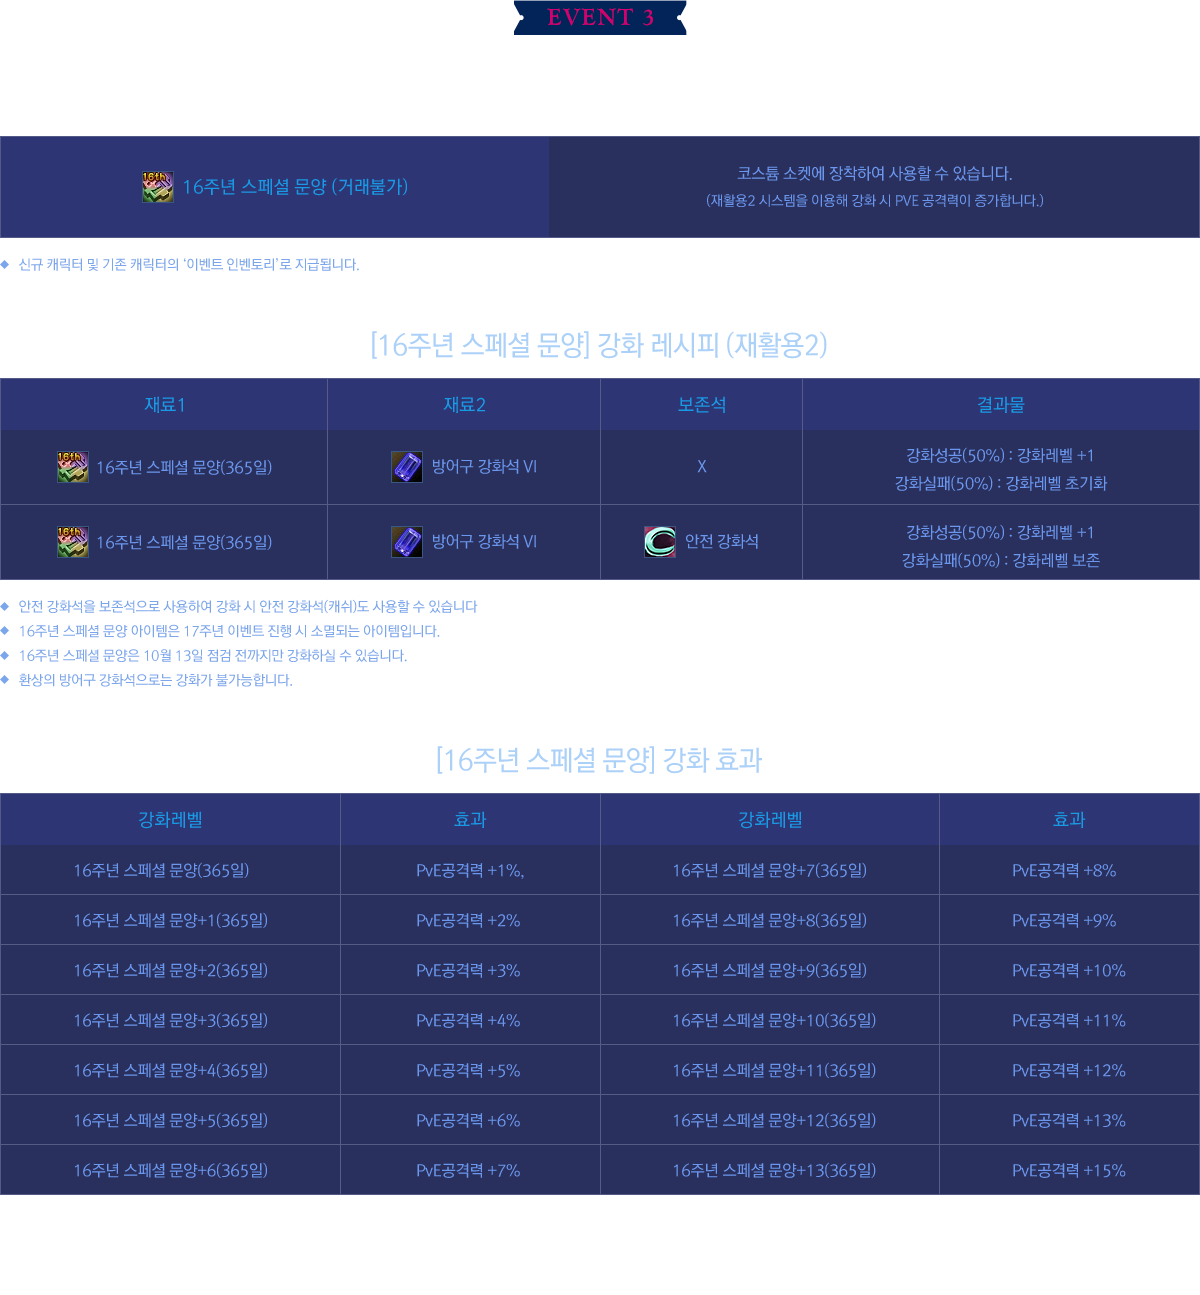 EVENT 3
16th
16주년 스페셜 문양 (거래불가)
코스튬 소켓에 장착하여 사용할 수 있습니다.
(재활용2 시스템을 이용해 강화 시 PVE 공격력이 증가합니다.)
신규 캐릭터 및 기존 캐릭터의 ‘이벤트 인벤토리’로 지급됩니다.
[16주년 스페셜 문양] 강화 레시피 (재활용2)
재료1 재료2 보존석 결과물
16th
16주년 스페셜 문양(365일) 방어구 강화석 VI X
강화성공(50%) : 강화레벨 +1
강화실패(50%) : 강화레벨 초기화
16th
16주년 스페셜 문양(365일) 방어구 강화석 VI 안전 강화석
강화성공(50%) : 강화레벨 +1
강화실패(50%) : 강화레벨 보존
안전 강화석을 보존석으로 사용하여 강화 시 안전 강화석(캐쉬)도 사용할 수 있습니다
16주년 스페셜 문양 아이템은 17주년 이벤트 진행 시 소멸되는 아이템입니다.
16주년 스페셜 문양은 10월 13일 점검 전까지만 강화하실 수 있습니다.
환상의 방어구 강화석으로는 강화가 불가능합니다.
[16주년 스페셜 문양] 강화 효과
강화레벨 효과 강화레벨 효과
16주년 스페셜 문양(365일) PvE공격력 +1%, 16주년 스페셜 문양+7(365일) PvE공격력 +8%
16주년 스페셜 문양+1(365일) PvE공격력 +2% 16주년 스페셜 문양+8(365일) PvE공격력 +9%
16주년 스페셜 문양+2(365일) PvE공격력 +3% 16주년 스페셜 문양+9(365일) PvE공격력 +10%
16주년 스페셜 문양+3(365일) PvE공격력 +4% 16주년 스페셜 문양+10(365일) PvE공격력 +11%
16주년 스페셜 문양+4(365일) PvE공격력 +5% 16주년 스페셜 문양+11(365일) PvE공격력 +12%
16주년 스페셜 문양+5(365일) PvE공격력 +6% 16주년 스페셜 문양+12(365일) PvE공격력 +13%
16주년 스페셜 문양+6(365일) PvE공격력 +7% 16주년 스페셜 문양+13(365일) PvE공격력 +15%